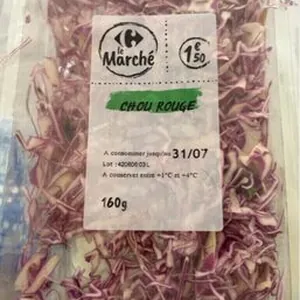 le
Marché
1€50
CHOU ROUGE
A consommer jusqu'au 31/07
A conserver entre +1°C et +4°C
160g